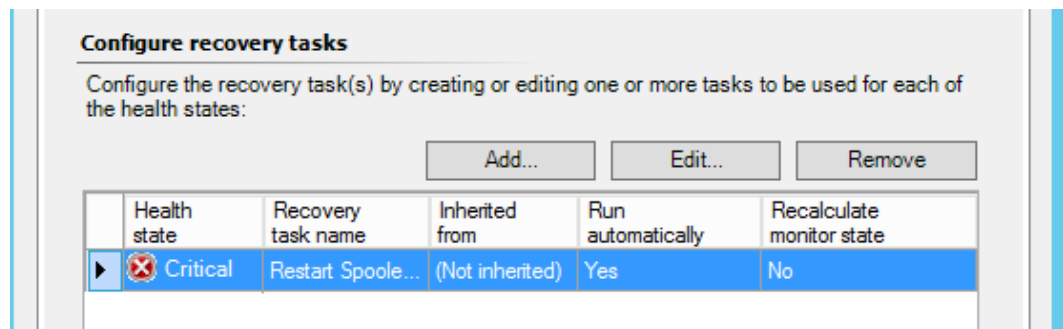 Configure recovery tasks
Configure the recovery task(s) by creating or editing one or more tasks to be used for each of
the health states:
Add... Edit... Remove
Health state Recovery task name Inherited from Run automatically Recalculate monitor state
Critical Restart Spoole... (Not inherited) Yes No